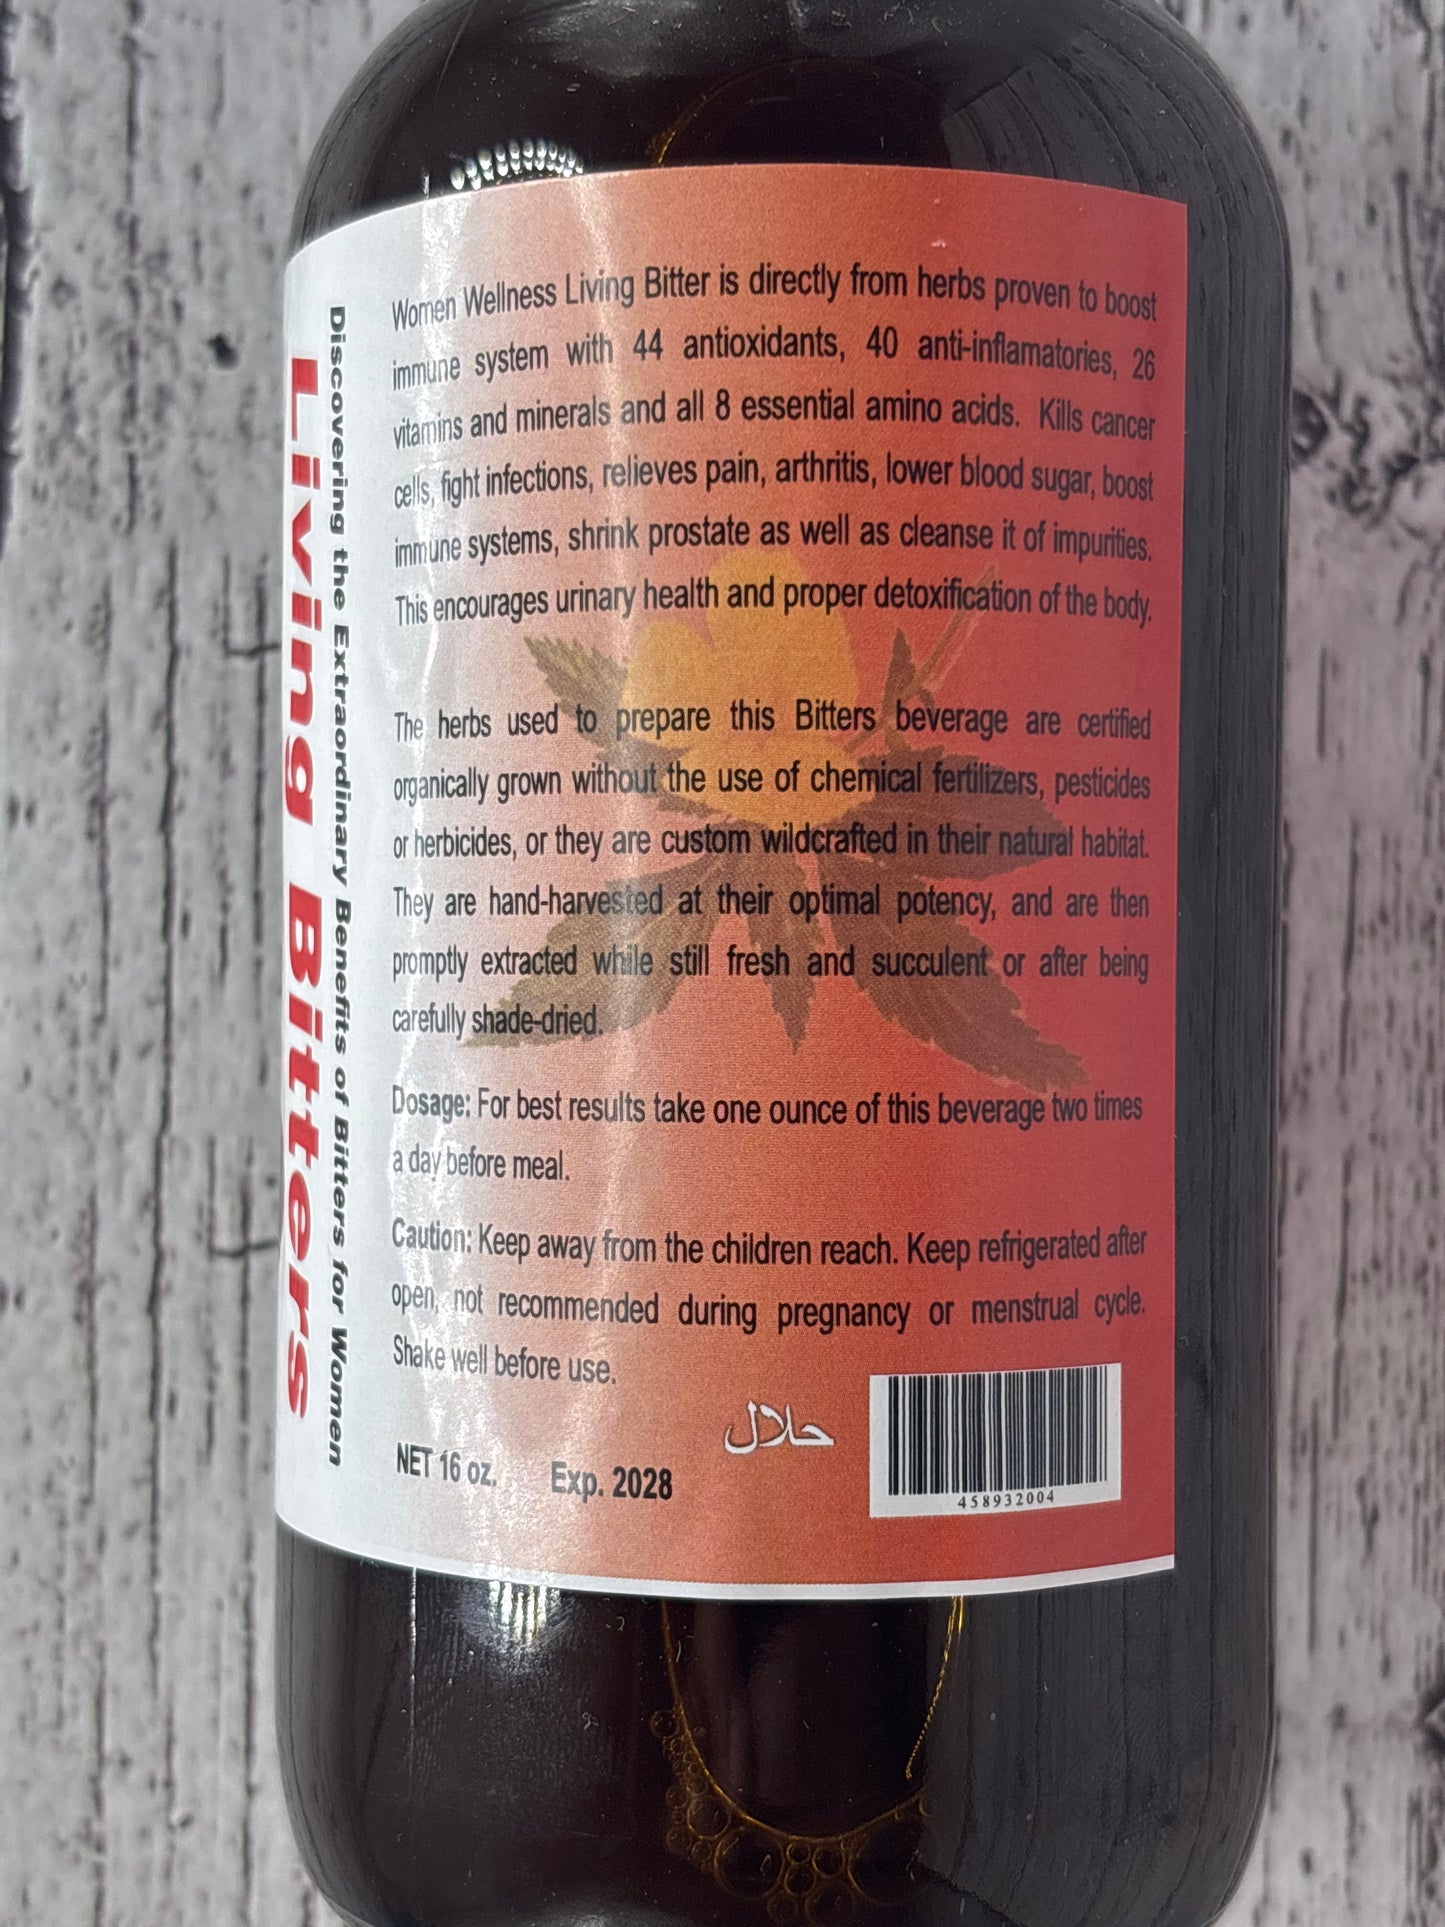 Living Bitters
Discovering the Extraordinary Benefits of Bitters for Women
Women Wellness Living Bitter is directly from herbs proven to boost
immune system with 44 antioxidants, 40 anti-inflamatories, 26
vitamins and minerals and all 8 essential amino acids. Kills cancer
cells, fight infections, relieves pain, arthritis, lower blood sugar, boost
immune systems, shrink prostate as well as cleanse it of impurities.
This encourages urinary health and proper detoxification of the body.
The herbs used to prepare this Bitters beverage are certified
organically grown without the use of chemical fertilizers, pesticides
or herbicides, or they are custom wildcrafted in their natural habitat.
They are hand-harvested at their optimal potency, and are then
promptly extracted while still fresh and succulent or after being
carefully shade-dried.
Dosage: For best results take one ounce of this beverage two times
a day before meal.
Caution: Keep away from the children reach. Keep refrigerated after
open, not recommended during pregnancy or menstrual cycle.
Shake well before use.
حلال
NET 16 oz. Exp. 2028
458932004